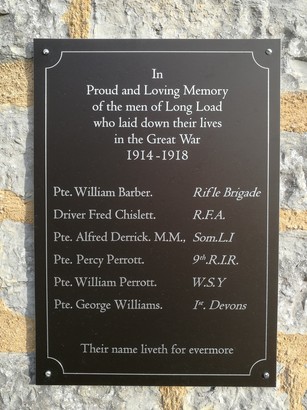 In
Proud and Loving Memory
of the men of Long Load
who laid down their lives
in the Great War
1914-1918
Pte. William Barber. Rifle Brigade
Driver Fred Chislett. R.F.A.
Pte. Alfred Derrick. M.M., Som.L.I
Pte. Percy Perrott. 9th.R.I.R.
Pte. William Perrott. W.S.Y
Pte. George Williams. 1st. Devons
Their name liveth for evermore